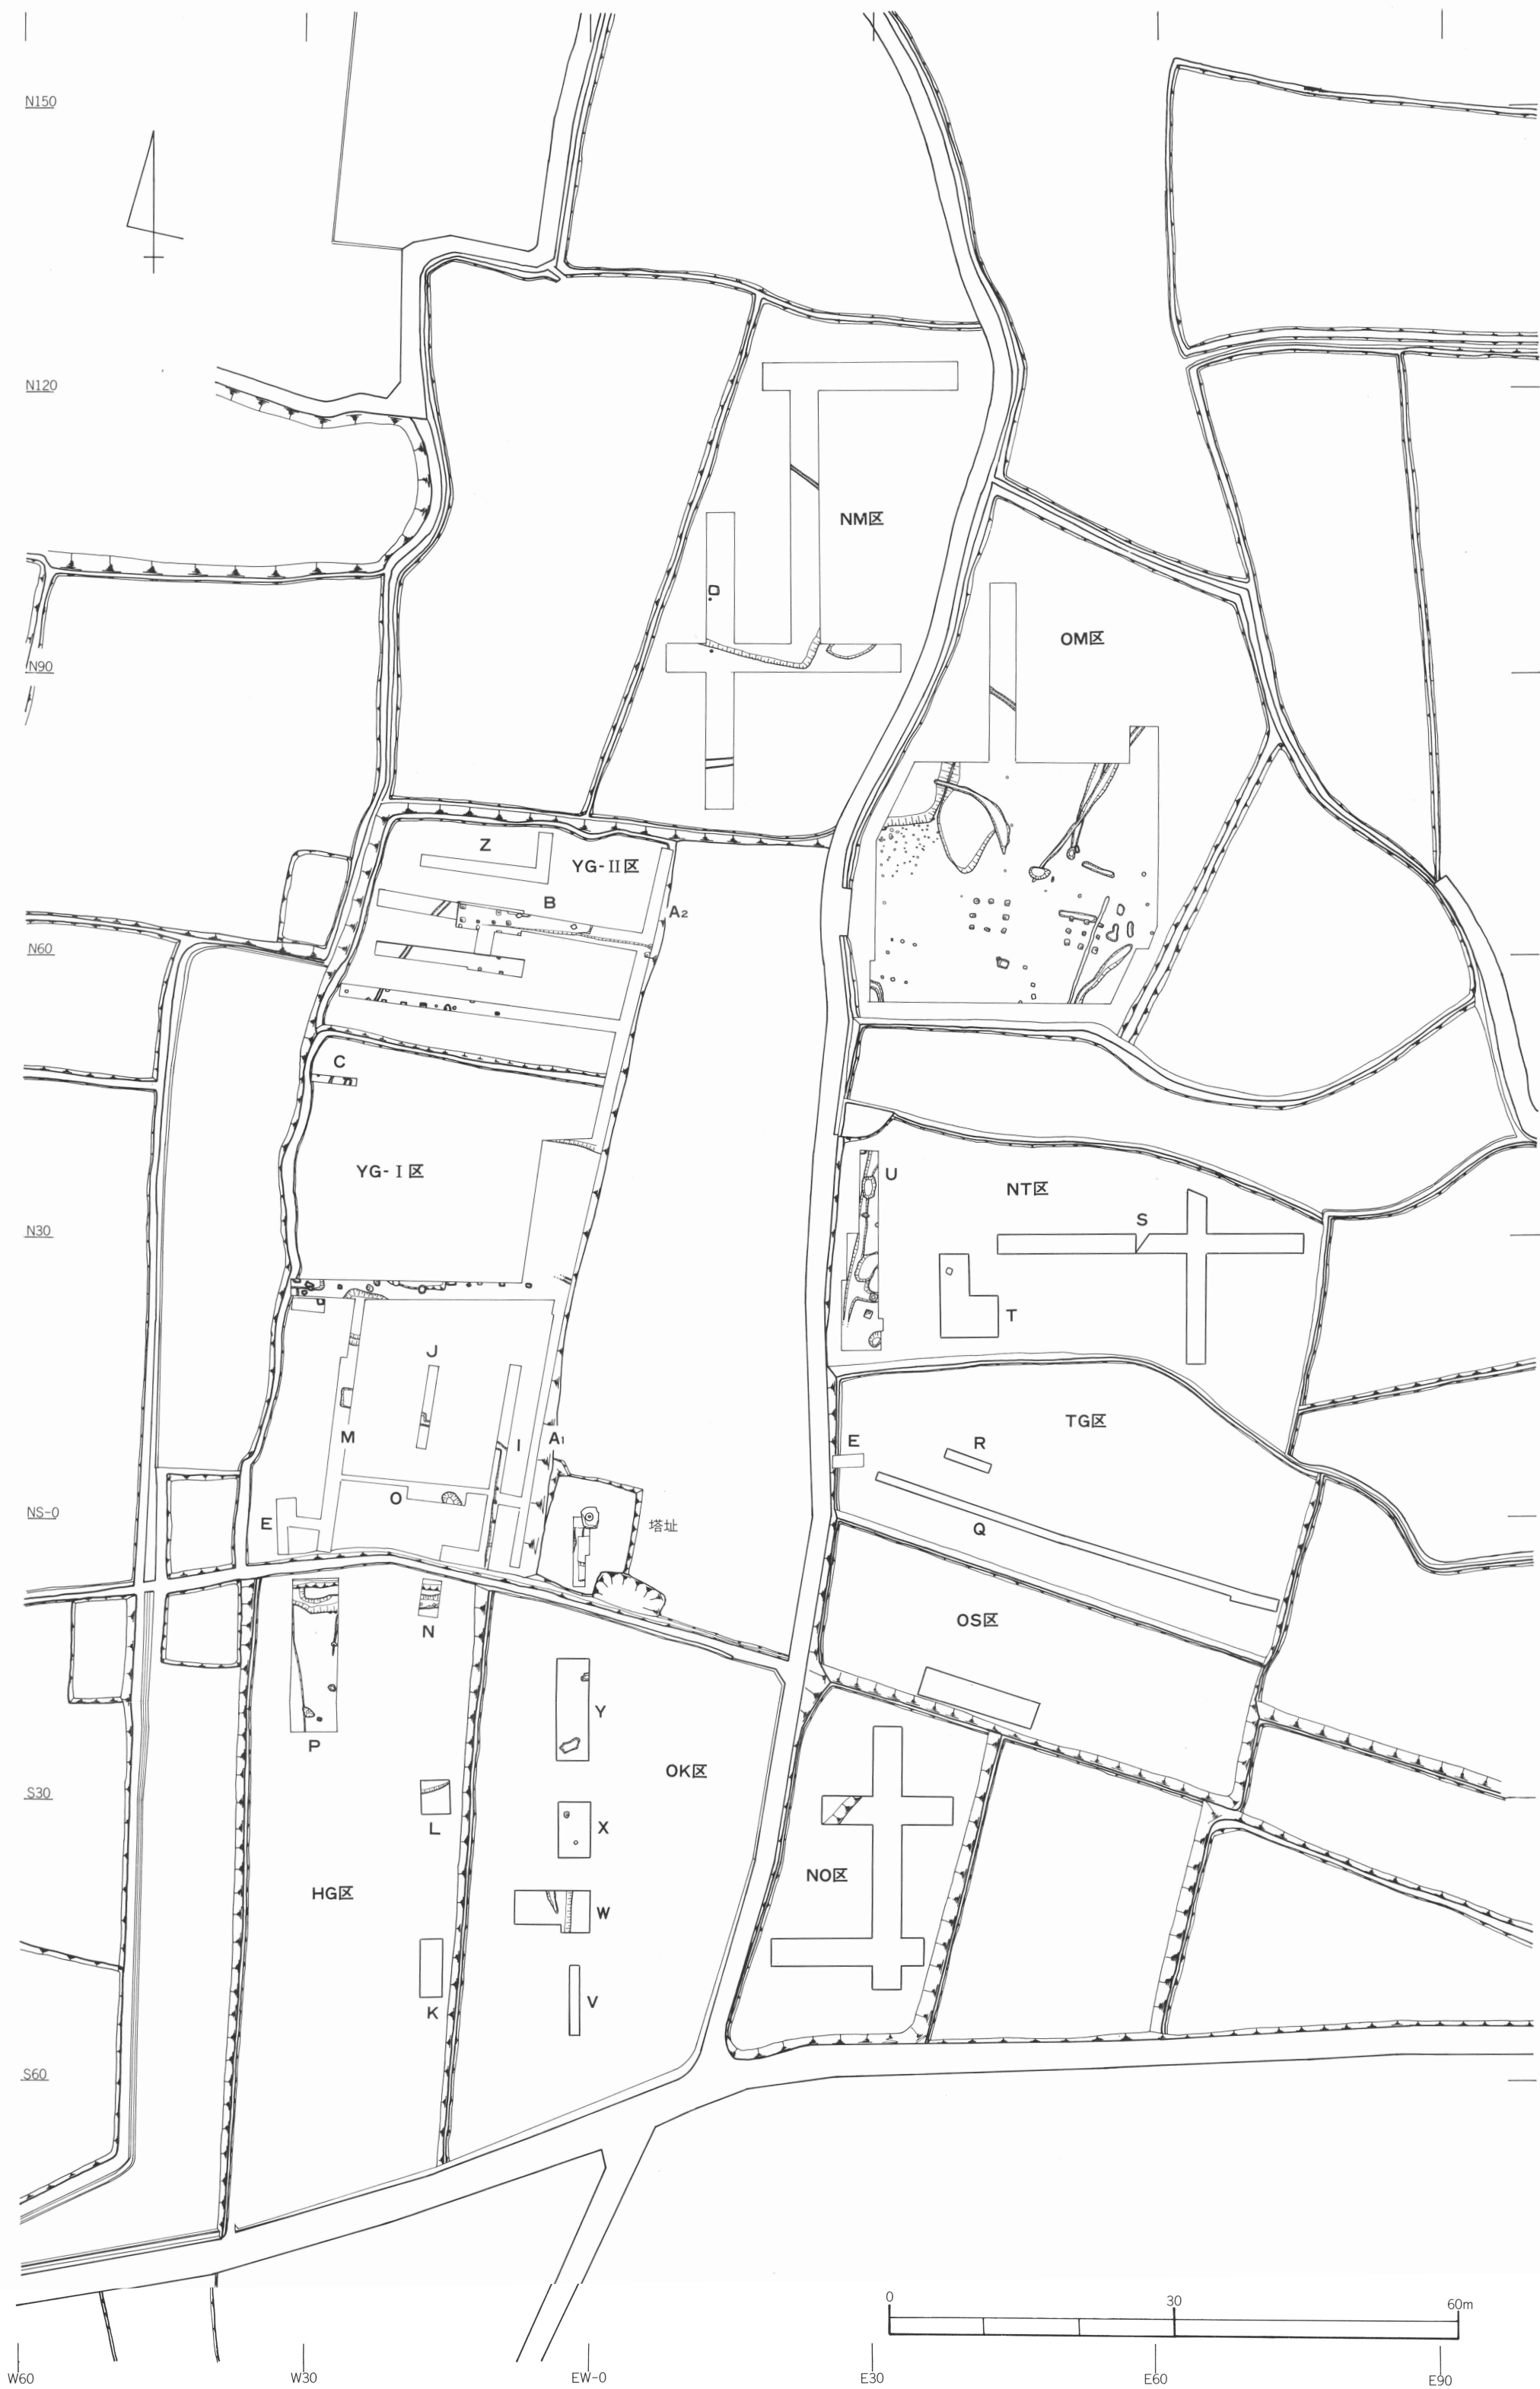 N150
N120
NM区
OM区
N90
Z
YG-II区
B
A2
N60
C
YG-I区
U
NT区
N30
S
T
J
TG区
M
I
A1
E
R
O
NS-0
E
塔址
Q
OS区
N
Y
P
OK区
S30
L
X
NO区
HG区
W
K
V
S60
0
30
60m
W60
W30
EW-0
E30
E60
E90